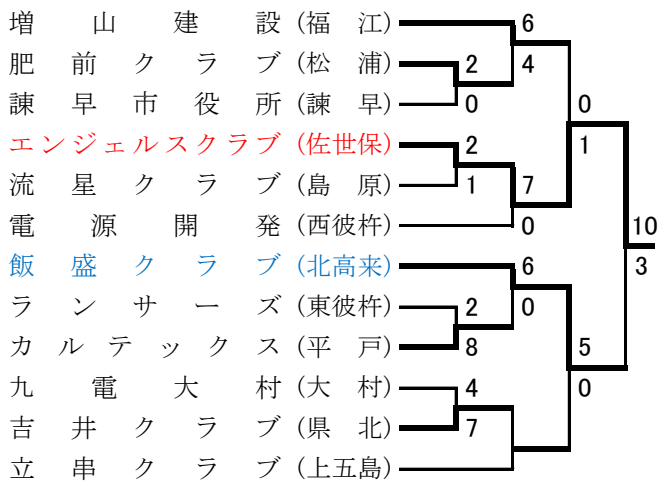 増山建設(福江)
6
肥前クラブ(松浦)
2
4
諫早市役所(諫早)
0
0
エンジェルスクラブ(佐世保)
2
1
流星クラブ(島原)
1
7
電源開発(西彼杵)
0
10
飯盛クラブ(北高来)
6
3
ランサーズ(東彼杵)
2
0
カルテックス(平戸)
8
5
九電大村(大村)
4
0
吉井クラブ(県北)
7
立串クラブ(上五島)